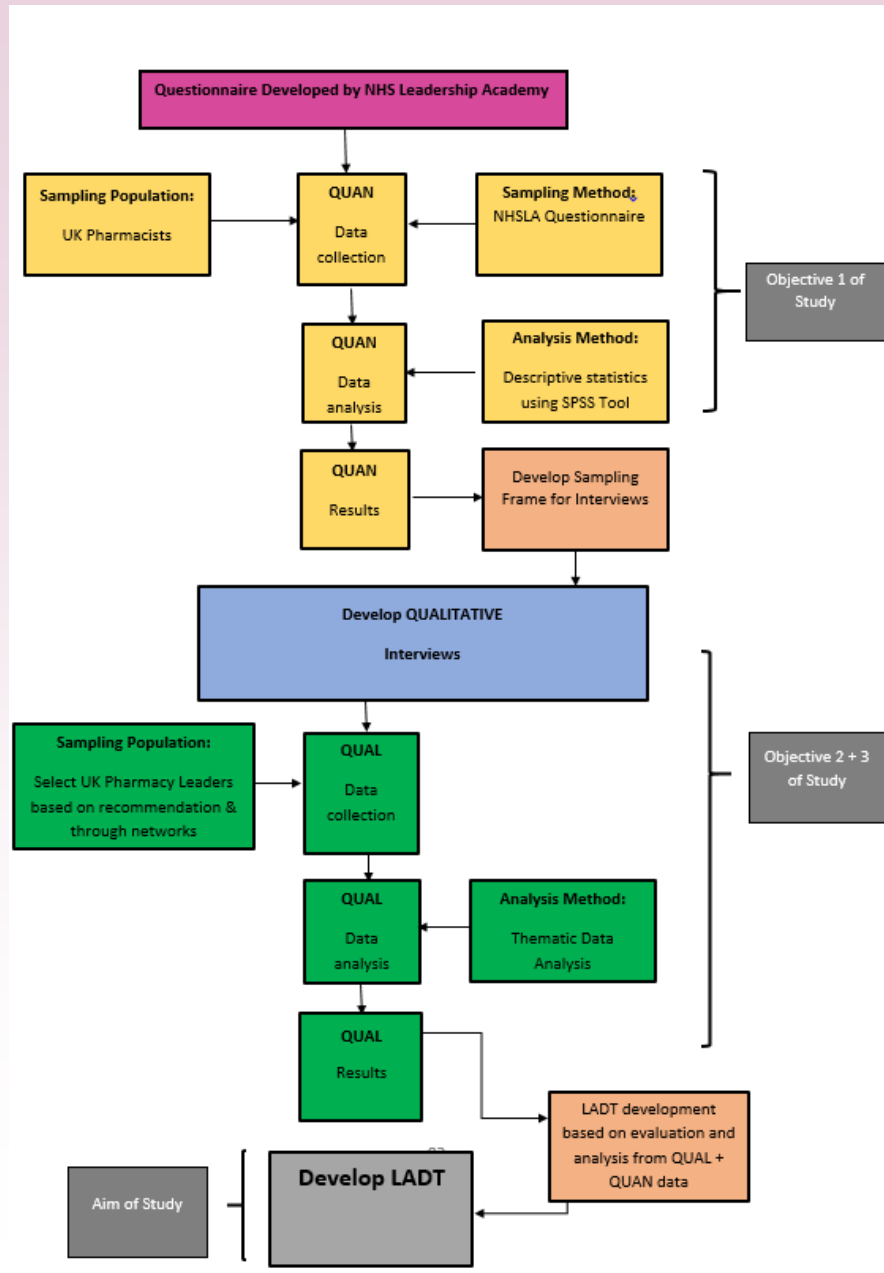 Questionnaire Developed by NHS Leadership Academy
Sampling Population:
UK Pharmacists
QUAN
Data
collection
Sampling Method:
NHSLA Questionnaire
Objective 1 of
Study
QUAN
Data
analysis
Analysis Method:
Descriptive statistics
using SPSS Tool
QUAN
Results
Develop Sampling
Frame for Interviews
Develop QUALITATIVE
Interviews
Sampling Population:
Select UK Pharmacy Leaders
based on recommendation &
through networks
QUAL
Data
collection
Objective 2 + 3
of Study
QUAL
Data
analysis
Analysis Method:
Thematic Data
Analysis
QUAL
Results
LADT development
based on evaluation and
analysis from QUAL +
QUAN data
Develop LADT
Aim of Study